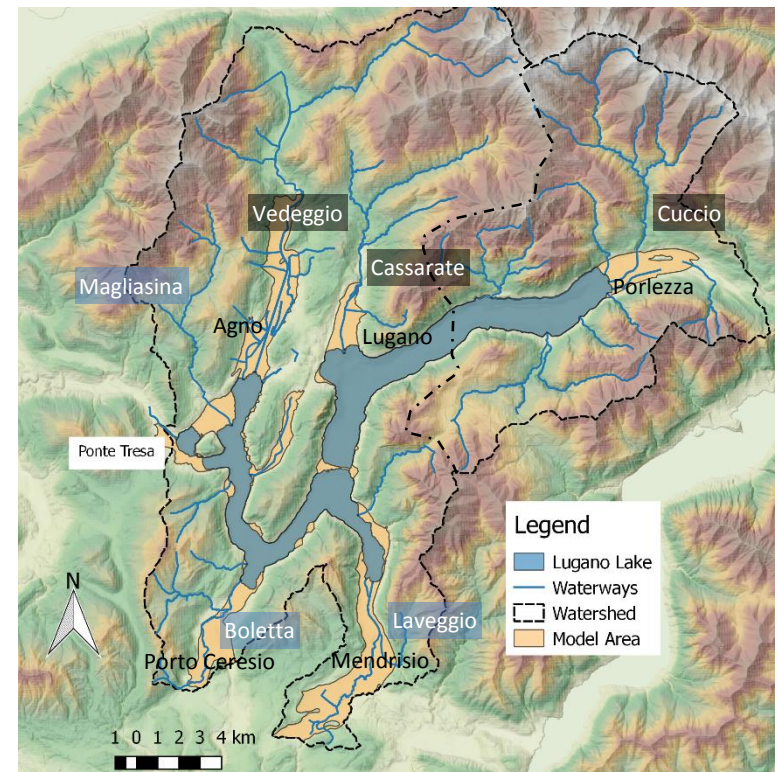 Vedeggio
Cuccio
Cassarate
Magliasina
Porlezza
Agno
Lugano
Ponte Tresa
Legend
Lugano Lake
Waterways
Watershed
Model Area
N
Boletta
Laveggio
Porto Ceresio
Mendrisio
1 0 1 2 3 4 km